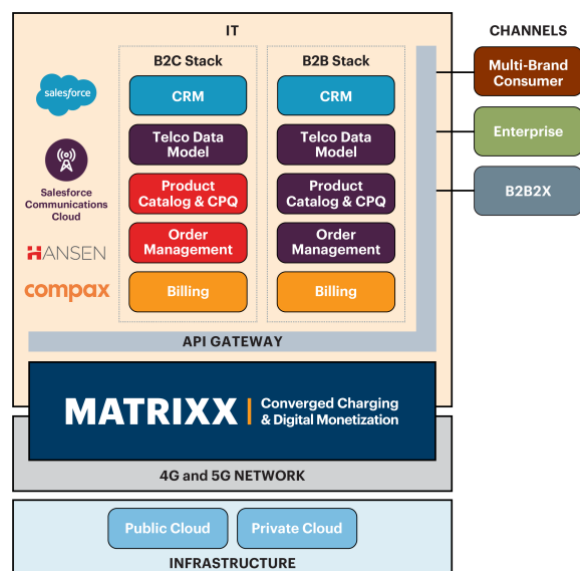 IT
CHANNELS
B2C Stack
B2B Stack
salesforce
CRM
CRM
Multi-Brand
Consumer
Telco Data
Model
Telco Data
Model
Enterprise
Salesforce
Communications
Cloud
Product
Catalog & CPQ
Product
Catalog & CPQ
B2B2X
HANSEN
Order
Management
Order
Management
compax
Billing
Billing
API GATEWAY
MATRIXX
Converged Charging
& Digital Monetization
4G and 5G NETWORK
Public Cloud
Private Cloud
INFRASTRUCTURE